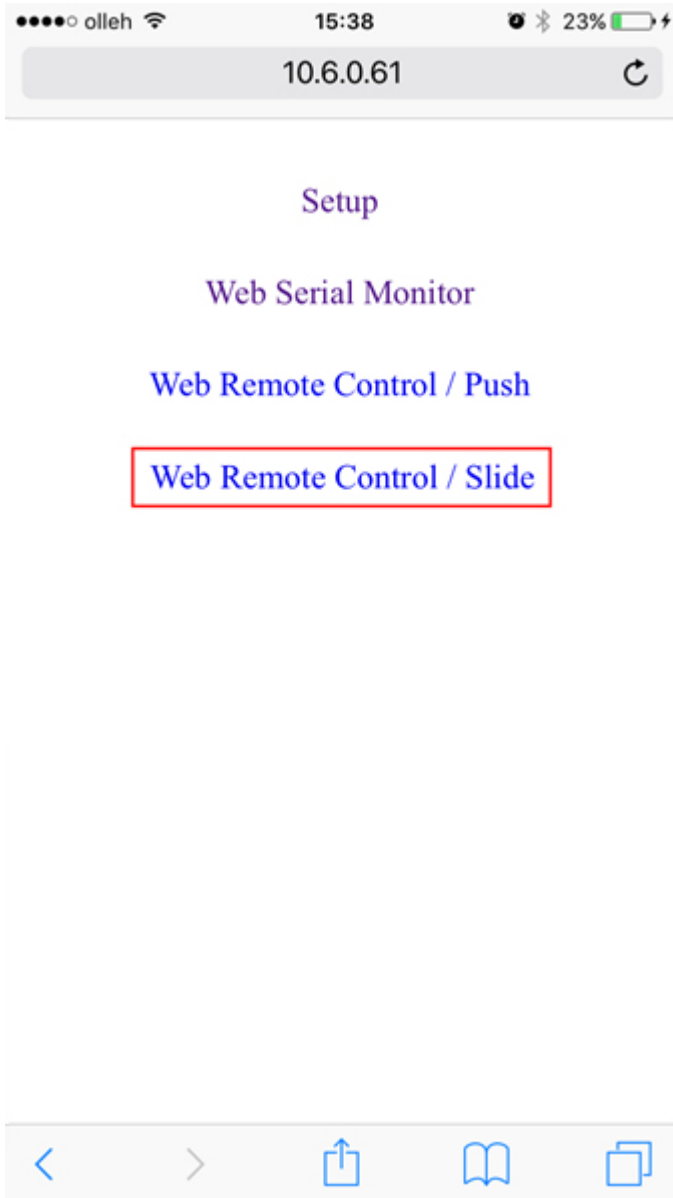 olleh 15:38 23%
10.6.0.61
Setup
Web Serial Monitor
Web Remote Control / Push
Web Remote Control / Slide